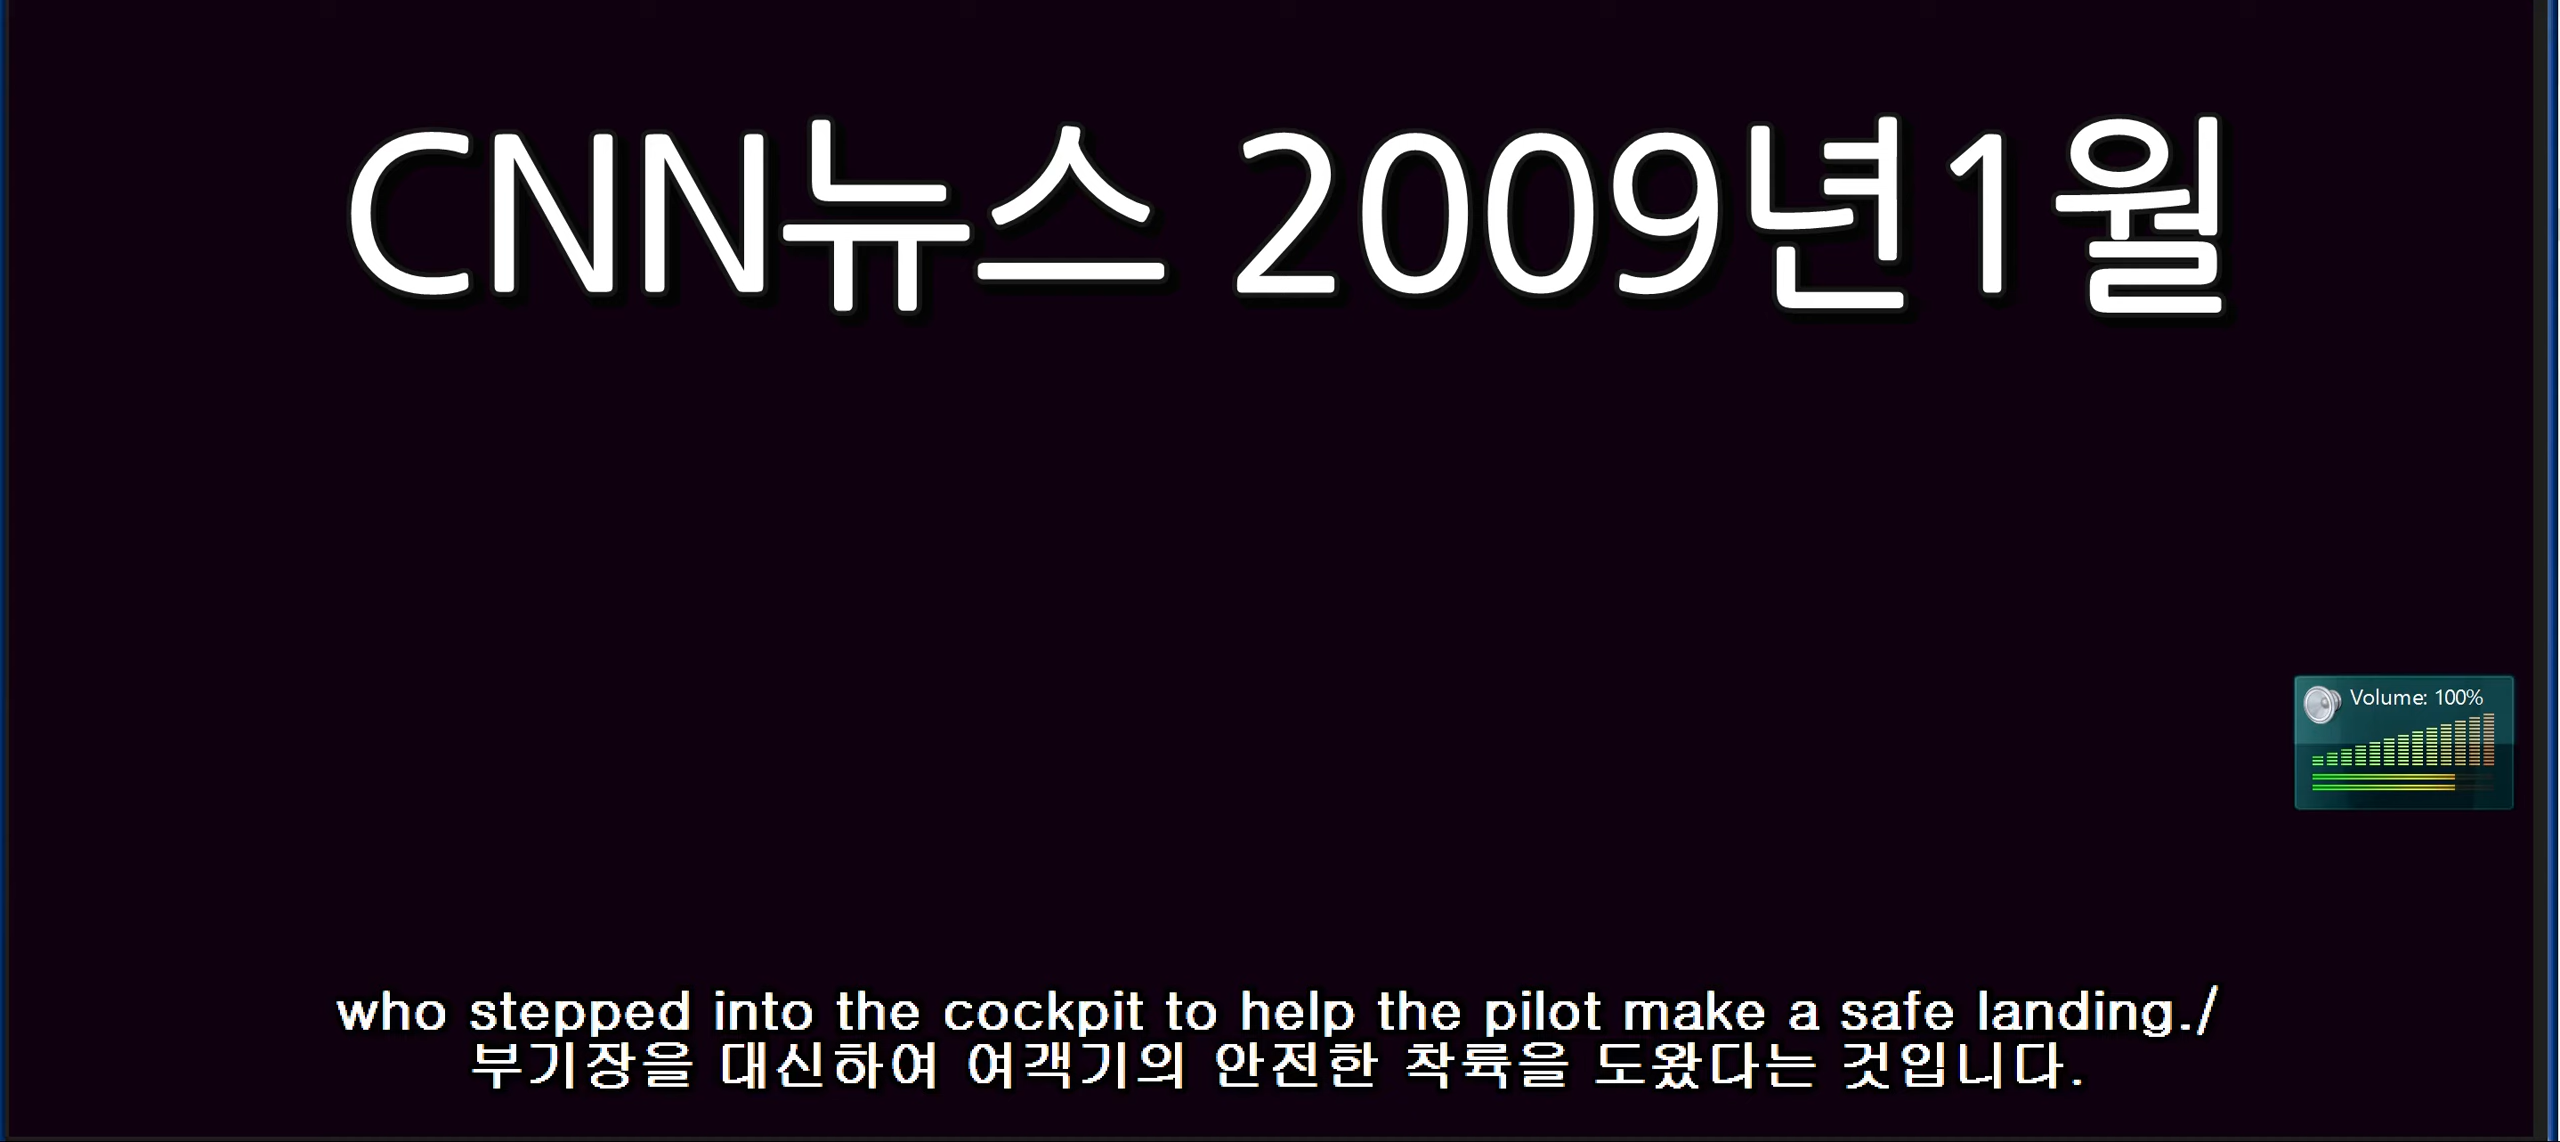 CNN뉴스 2009년1월
Volume: 100%
who stepped into the cockpit to help the pilot make a safe landing./
부기장을 대신하여 여객기의 안전한 착륙을 도왔다는 것입니다.